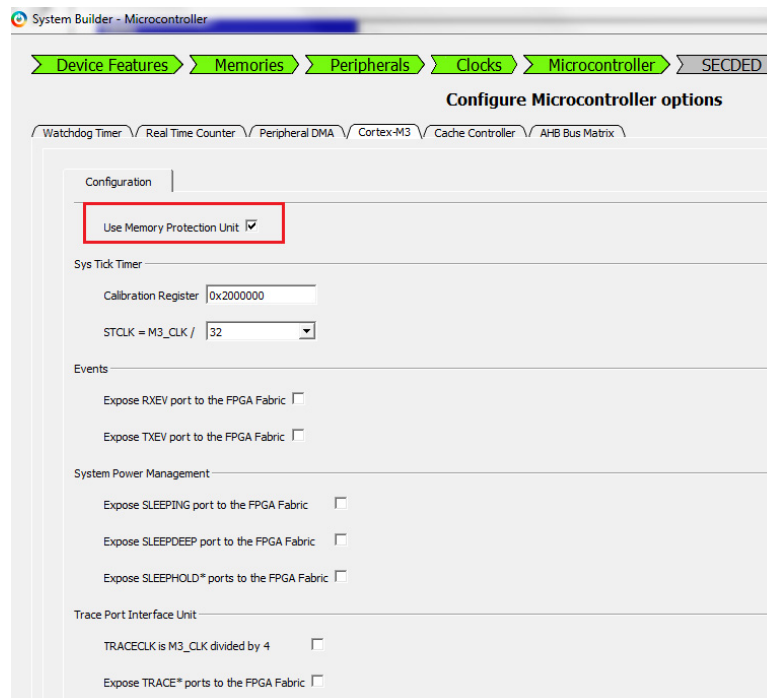 System Builder - Microcontroller
Device Features Memories Peripherals Clocks Microcontroller SECDED
Configure Microcontroller options
Watchdog Timer Real Time Counter Peripheral DMA Cortex-M3 Cache Controller AHB Bus Matrix
Configuration
Use Memory Protection Unit
Sys Tick Timer
Calibration Register 0x2000000
STCLK = M3_CLK / 32
Events
Expose RXEV port to the FPGA Fabric
Expose TXEV port to the FPGA Fabric
System Power Management
Expose SLEEPING port to the FPGA Fabric
Expose SLEEPDEEP port to the FPGA Fabric
Expose SLEEPHOLD* ports to the FPGA Fabric
Trace Port Interface Unit
TRACECLK is M3_CLK divided by 4
Expose TRACE* ports to the FPGA Fabric